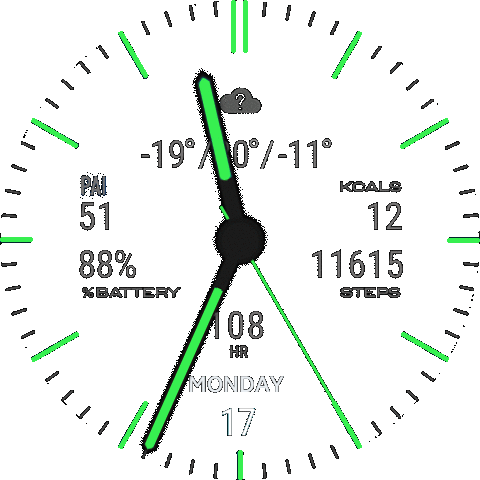 ?
-19°/0°/-11°
PAI
51
KCALS
12
88%
%BATTERY
11615
STEPS
108
HR
MONDAY
17